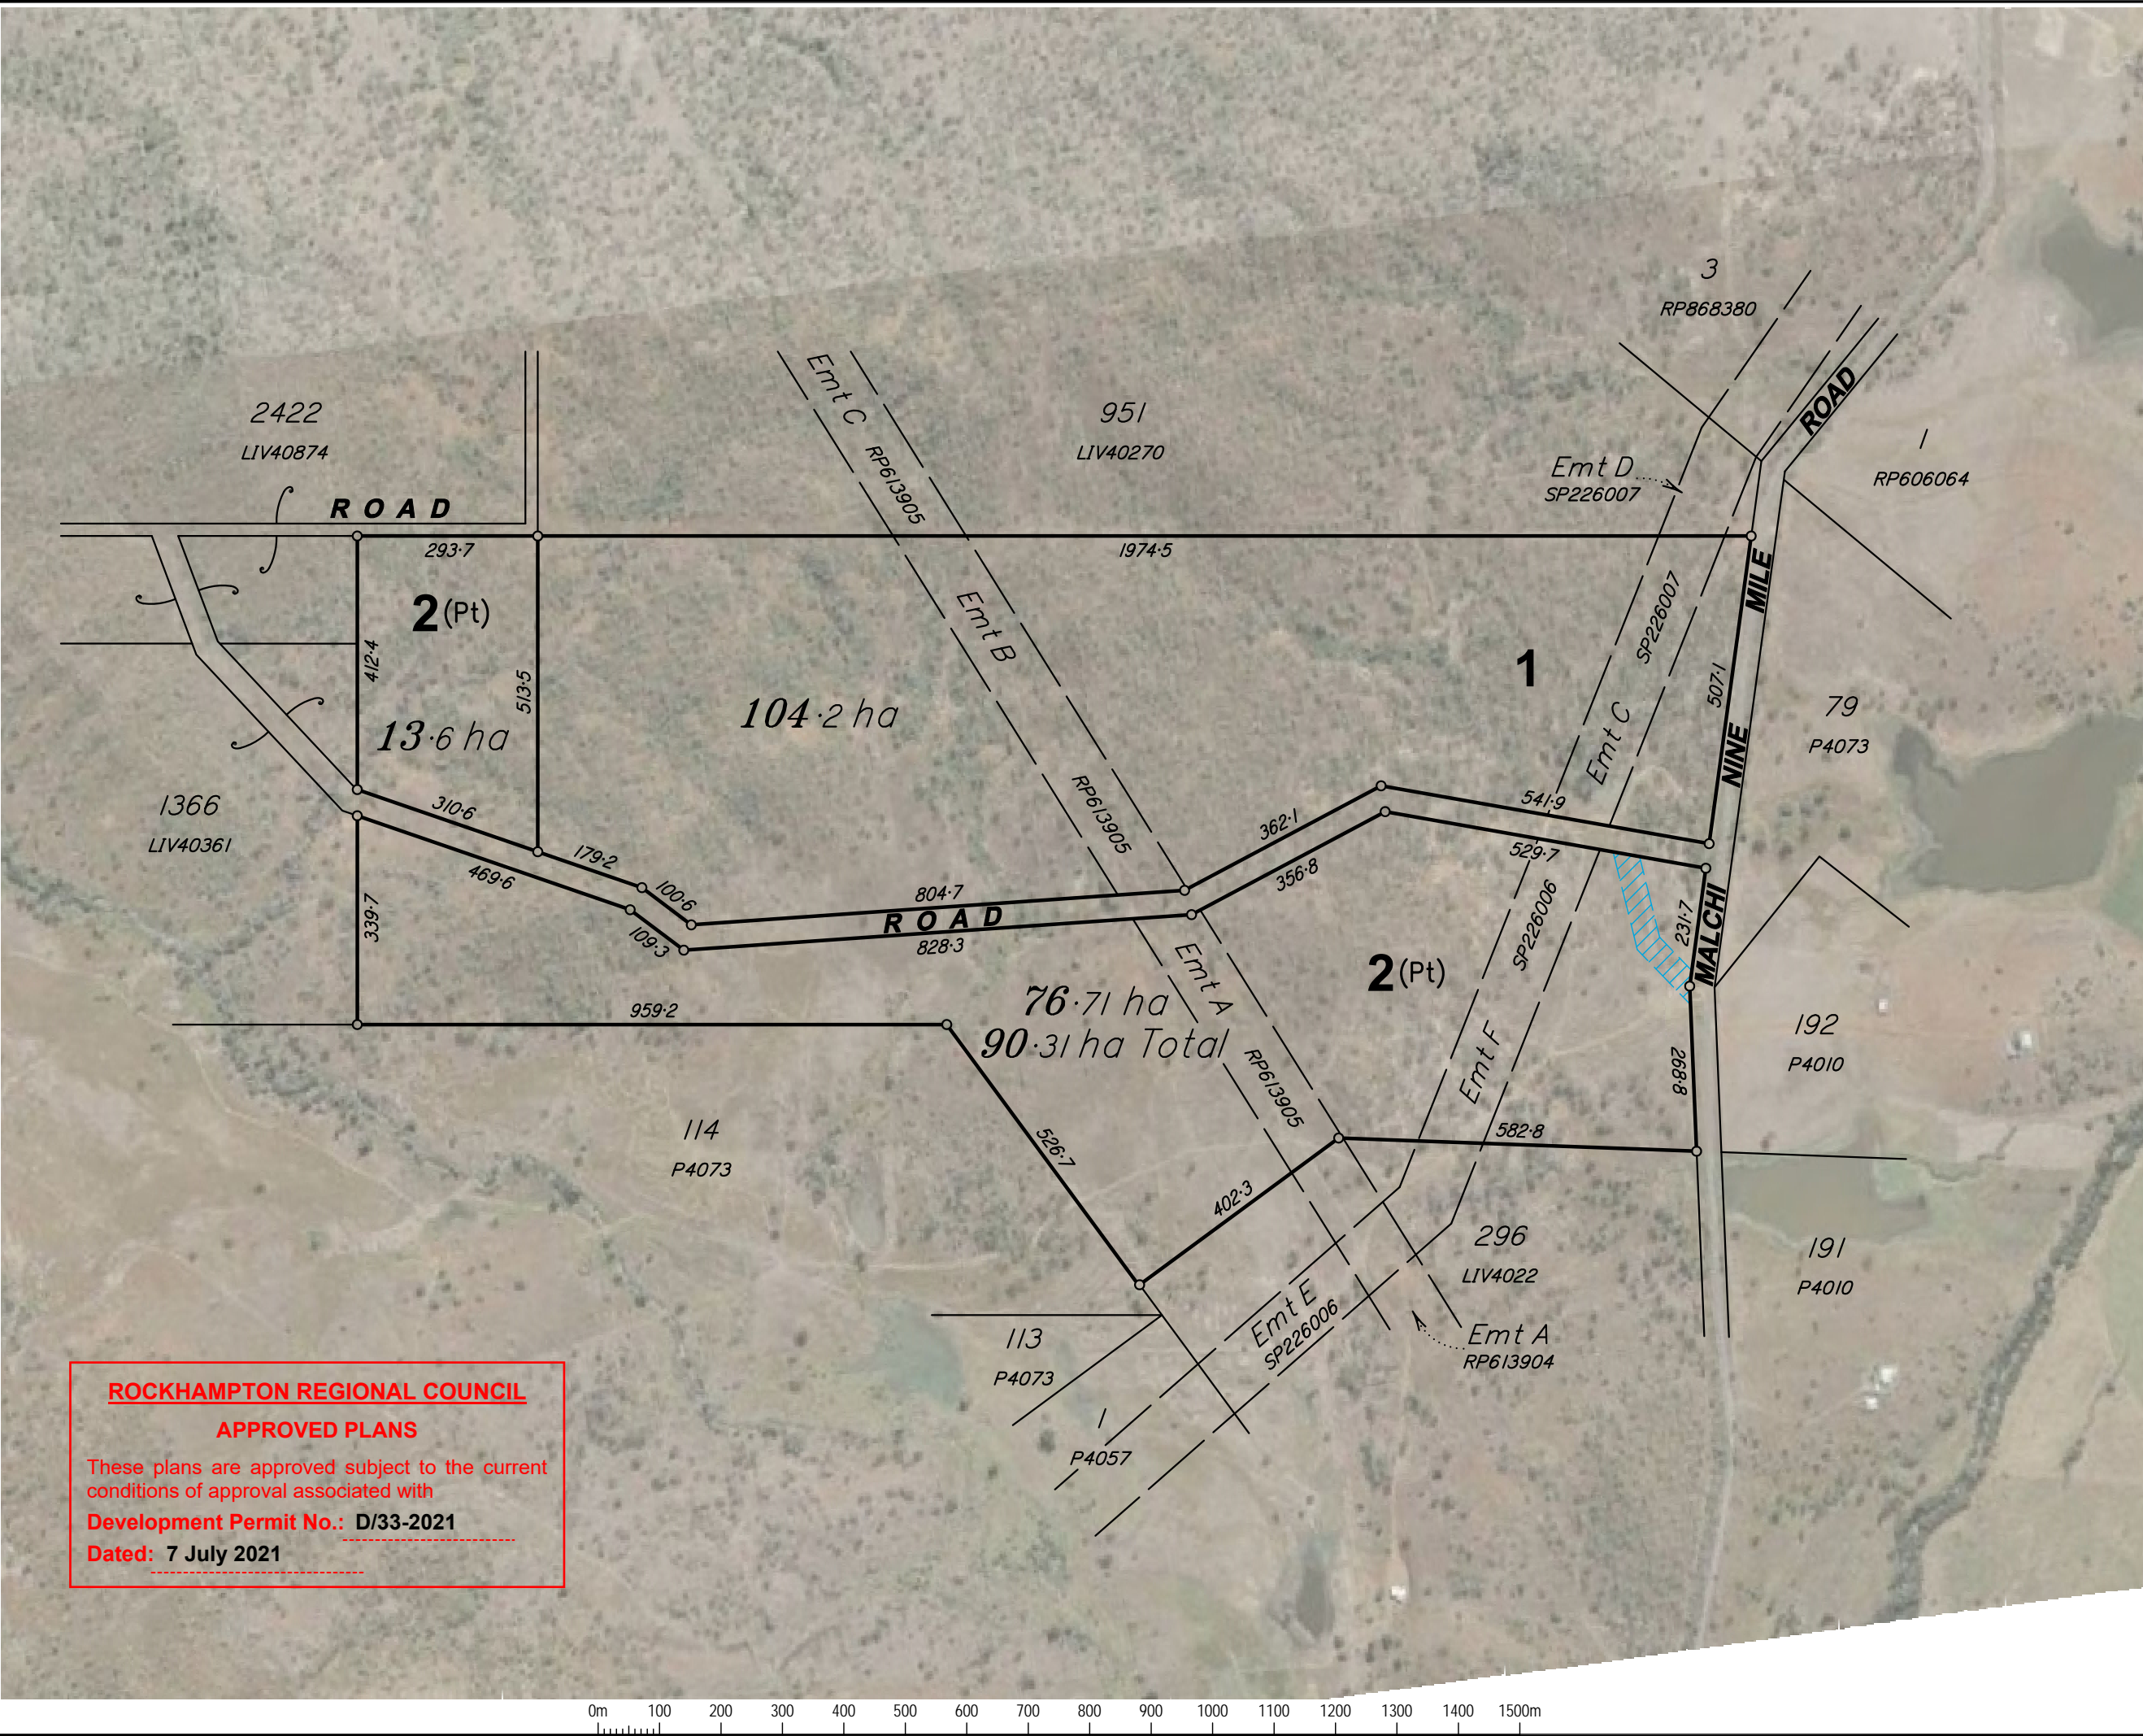 3
RP868380
2422
LIV40874
Emt C
RP613905
951
LIV40270
ROAD
1
RP606064
Emt D
SP226007
ROAD
293·7
1974·5
MALCHI NINE MILE
2 (Pt)
412·4
513·5
Emt B
1
SP226007
507·1
13·6 ha
104·2 ha
Emt C
79
P4073
1366
LIV40361
310·6
179·2
100·6
RP613905
362·1
541·9
469·6
109·3
804·7
ROAD
828·3
356·8
529·7
339·7
SP226006
231·7
Emt A
2 (Pt)
959·2
76·71 ha
90·31 ha Total
RP613905
Emt F
268·8
192
P4010
114
P4073
526·7
402·3
582·8
296
LIV4022
191
P4010
113
P4073
Emt E
SP226006
Emt A
RP613904
1
P4057
ROCKHAMPTON REGIONAL COUNCIL
APPROVED PLANS
These plans are approved subject to the current
conditions of approval associated with
Development Permit No.: D/33-2021
Dated: 7 July 2021
0m 100 200 300 400 500 600 700 800 900 1000 1100 1200 1300 1400 1500m